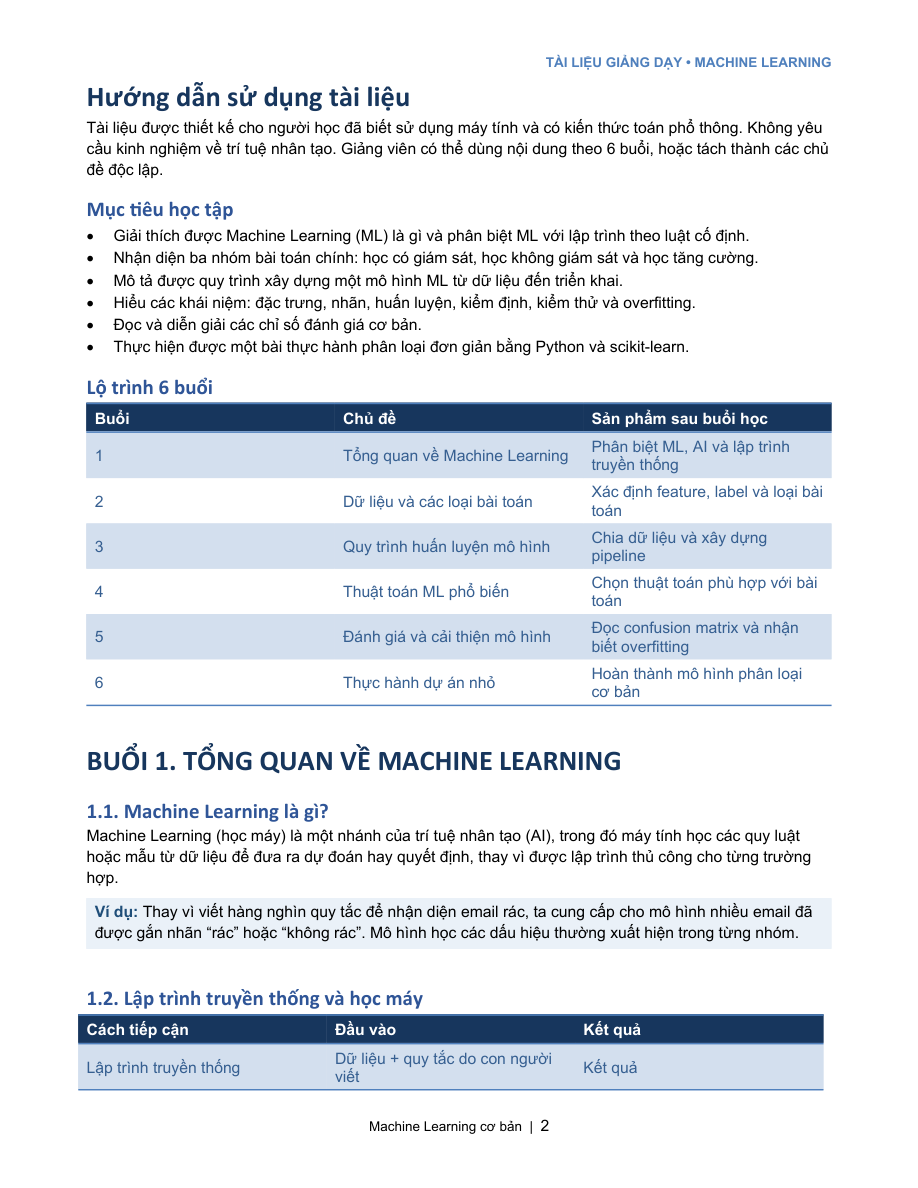 TÀI LIỆU GIẢNG DẠY • MACHINE LEARNING
Hướng dẫn sử dụng tài liệu
Tài liệu được thiết kế cho người học đã biết sử dụng máy tính và có kiến thức toán phổ thông. Không yêu
cầu kinh nghiệm về trí tuệ nhân tạo. Giảng viên có thể dùng nội dung theo 6 buổi, hoặc tách thành các chủ
đề độc lập.
Mục tiêu học tập
• Giải thích được Machine Learning (ML) là gì và phân biệt ML với lập trình theo luật cố định.
• Nhận diện ba nhóm bài toán chính: học có giám sát, học không giám sát và học tăng cường.
• Mô tả được quy trình xây dựng một mô hình ML từ dữ liệu đến triển khai.
• Hiểu các khái niệm: đặc trưng, nhãn, huấn luyện, kiểm định, kiểm thử và overfitting.
• Đọc và diễn giải các chỉ số đánh giá cơ bản.
• Thực hiện được một bài thực hành phân loại đơn giản bằng Python và scikit-learn.
Lộ trình 6 buổi
Buổi Chủ đề Sản phẩm sau buổi học
1 Tổng quan về Machine Learning Phân biệt ML, AI và lập trình
truyền thống
2 Dữ liệu và các loại bài toán Xác định feature, label và loại bài
toán
3 Quy trình huấn luyện mô hình Chia dữ liệu và xây dựng
pipeline
4 Thuật toán ML phổ biến Chọn thuật toán phù hợp với bài
toán
5 Đánh giá và cải thiện mô hình Đọc confusion matrix và nhận
biết overfitting
6 Thực hành dự án nhỏ Hoàn thành mô hình phân loại
cơ bản
BUỔI 1. TỔNG QUAN VỀ MACHINE LEARNING
1.1. Machine Learning là gì?
Machine Learning (học máy) là một nhánh của trí tuệ nhân tạo (AI), trong đó máy tính học các quy luật
hoặc mẫu từ dữ liệu để đưa ra dự đoán hay quyết định, thay vì được lập trình thủ công cho từng trường
hợp.
Ví dụ: Thay vì viết hàng nghìn quy tắc để nhận diện email rác, ta cung cấp cho mô hình nhiều email đã
được gắn nhãn “rác” hoặc “không rác”. Mô hình học các dấu hiệu thường xuất hiện trong từng nhóm.
1.2. Lập trình truyền thống và học máy
Cách tiếp cận Đầu vào Kết quả
Lập trình truyền thống Dữ liệu + quy tắc do con người
viết Kết quả
Machine Learning cơ bản | 2